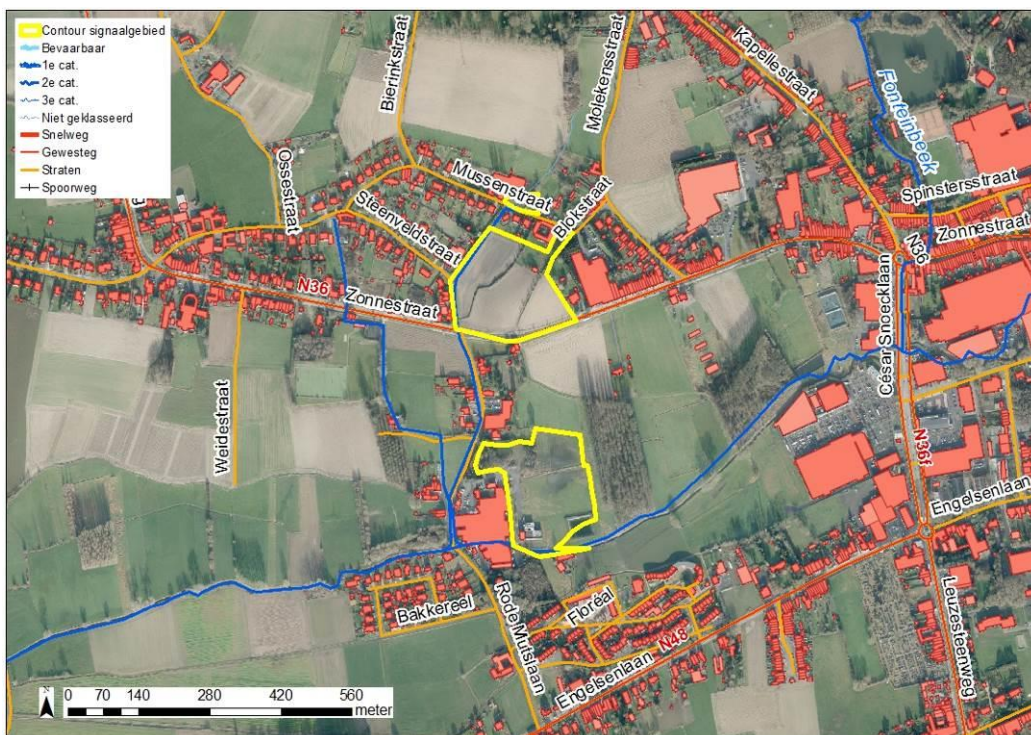 Contour signaalgebied
Bevaarbaar
1e cat.
2e cat.
3e cat.
Niet geklasseerd
Snelweg
Gewesteg
Straten
Spoorweg
Bierinkstraat
Molekensstraat
Kapellestraat
Fonteinbeek
Ossestraat
Mussenstraat
Steenveldstraat
Blokstraat
Spinstersstraat
Zonnestraat
N36
N36
Zonnestraat
César Snoecklaan
Weidestraat
N36f
Engelsenlaan
Bakkereel
Rode Mutslaan
Floréal
N48
Engelsenlaan
Leuzesteenweg
N
0 70 140 280 420 560
meter